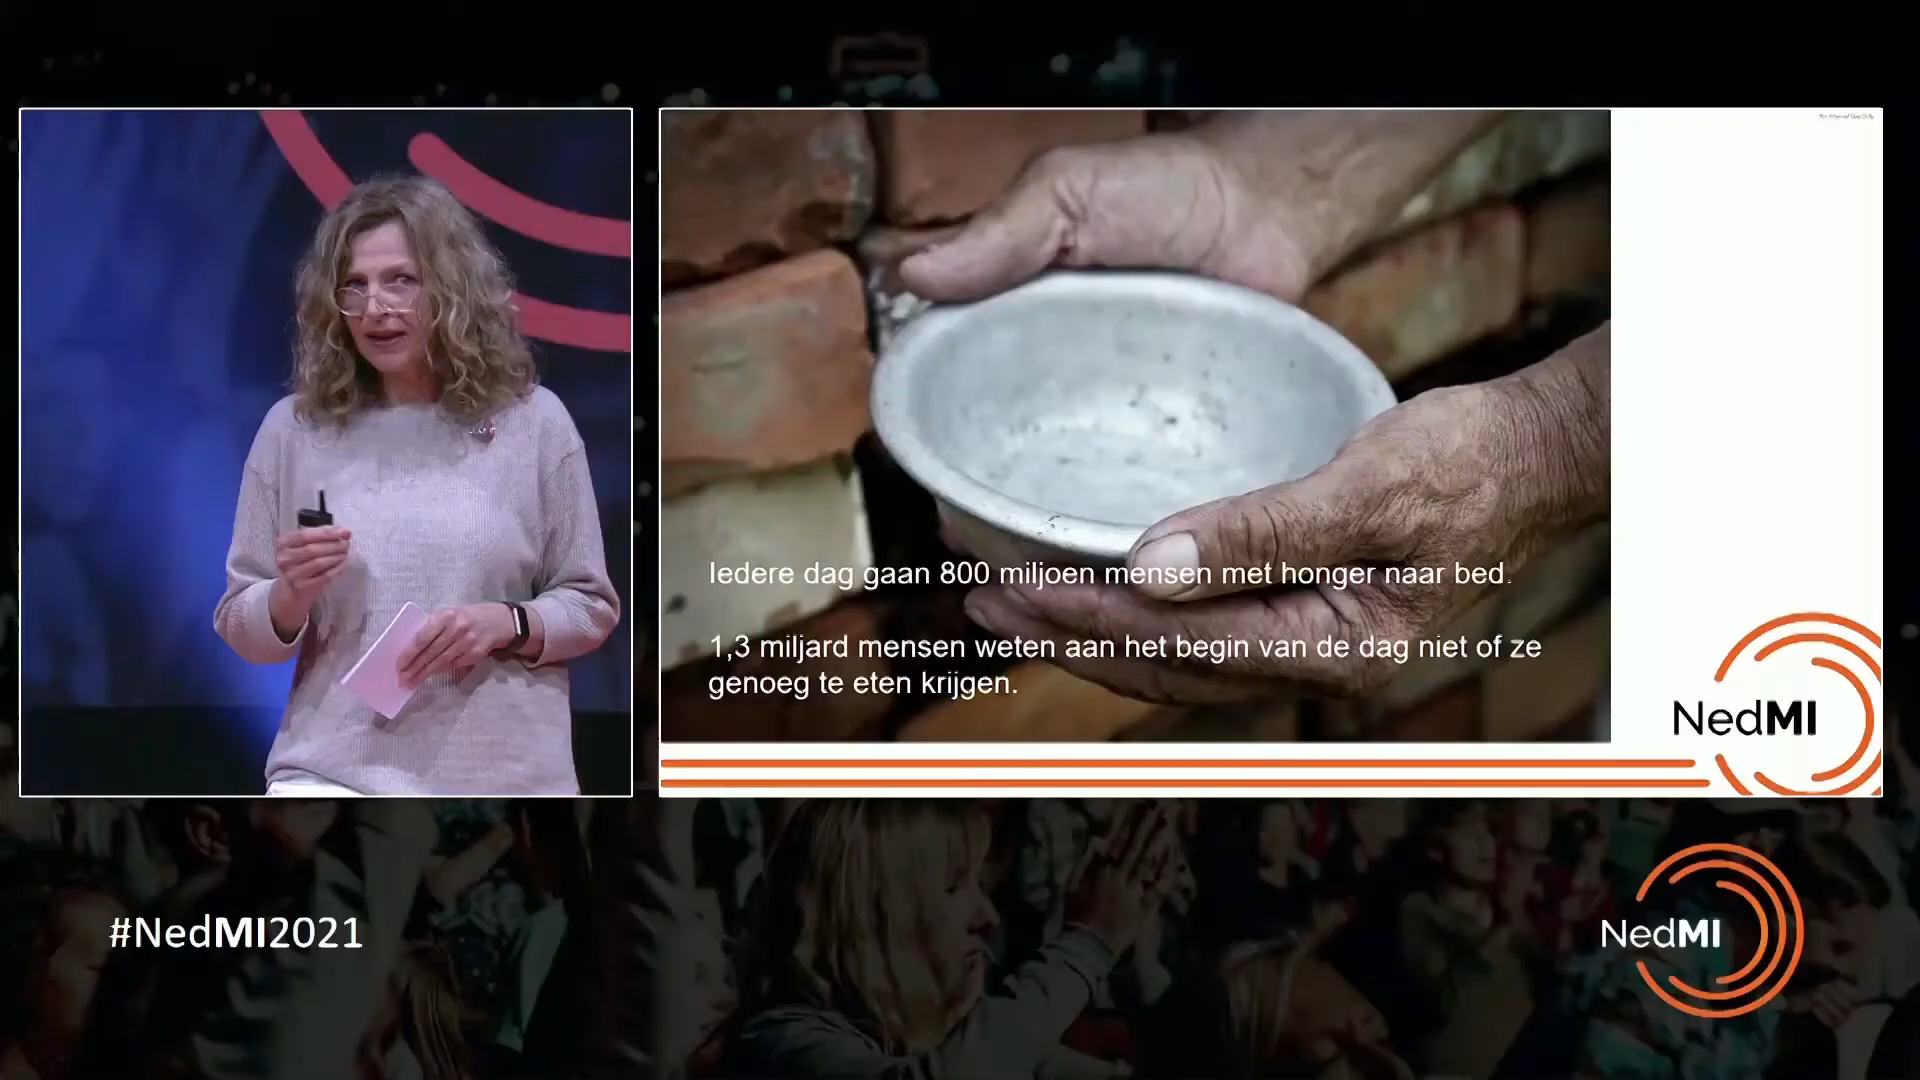 Iedere dag gaan 800 miljoen mensen met honger naar bed.
1,3 miljard mensen weten aan het begin van de dag niet of ze
genoeg te eten krijgen.
NedMI
#NedMI2021
NedMI